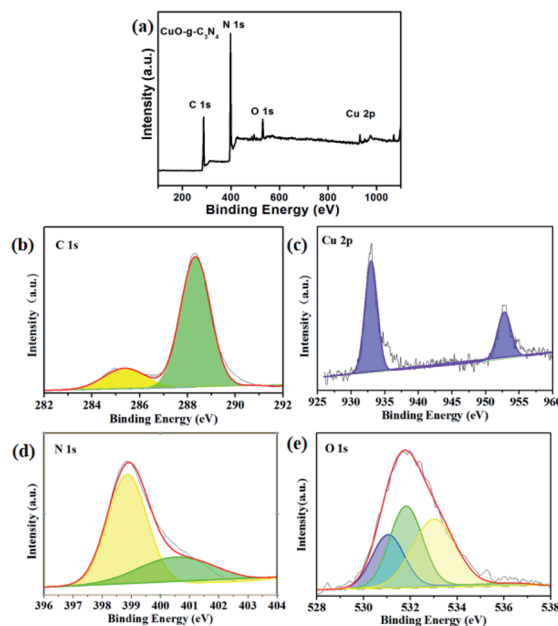 (a)
CuO-g-C₃N₄
N 1s
C 1s
O 1s
Cu 2p
Intensity (a.u.)
200 400 600 800 1000
Binding Energy (eV)
(b)
C 1s
Intensity (a.u.)
282 284 286 288 290 292
Binding Energy (eV)
(c)
Cu 2p
Intensity (a.u.)
925 930 935 940 945 950 955 960
Binding Energy (eV)
(d)
N 1s
Intensity (a.u.)
396 397 398 399 400 401 402 403 404
Binding Energy (eV)
(e)
O 1s
Intensity(a.u.)
528 530 532 534 536 538
Binding Energy (eV)